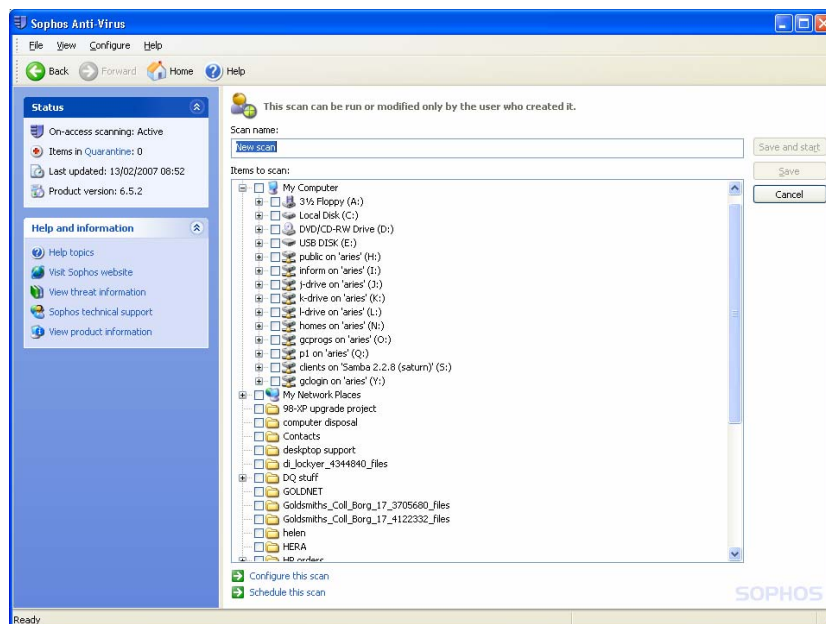 Sophos Anti-Virus
File View Configure Help
Back Forward Home Help
Status
On-access scanning: Active
Items in Quarantine: 0
Last updated: 13/02/2007 08:52
Product version: 6.5.2
Help and information
Help topics
Visit Sophos website
View threat information
Sophos technical support
View product information
This scan can be run or modified only by the user who created it.
Scan name:
New scan
Save and start
Items to scan:
Save
Cancel
My Computer
3½ Floppy (A:)
Local Disk (C:)
DVD/CD-RW Drive (D:)
USB DISK (E:)
public on 'aries' (H:)
inform on 'aries' (I:)
j-drive on 'aries' (J:)
k-drive on 'aries' (K:)
l-drive on 'aries' (L:)
homes on 'aries' (N:)
gcprogs on 'aries' (O:)
p1 on 'aries' (Q:)
clients on 'Samba 2.2.8 (saturn)' (S:)
gclogin on 'aries' (Y:)
My Network Places
98-XP upgrade project
computer disposal
Contacts
deskptop support
di_lockyer_4344840_files
DQ stuff
GOLDNET
Goldsmiths_Coll_Borg_17_3705680_files
Goldsmiths_Coll_Borg_17_4122332_files
helen
HERA
HP orders
Configure this scan
Schedule this scan
SOPHOS
Ready